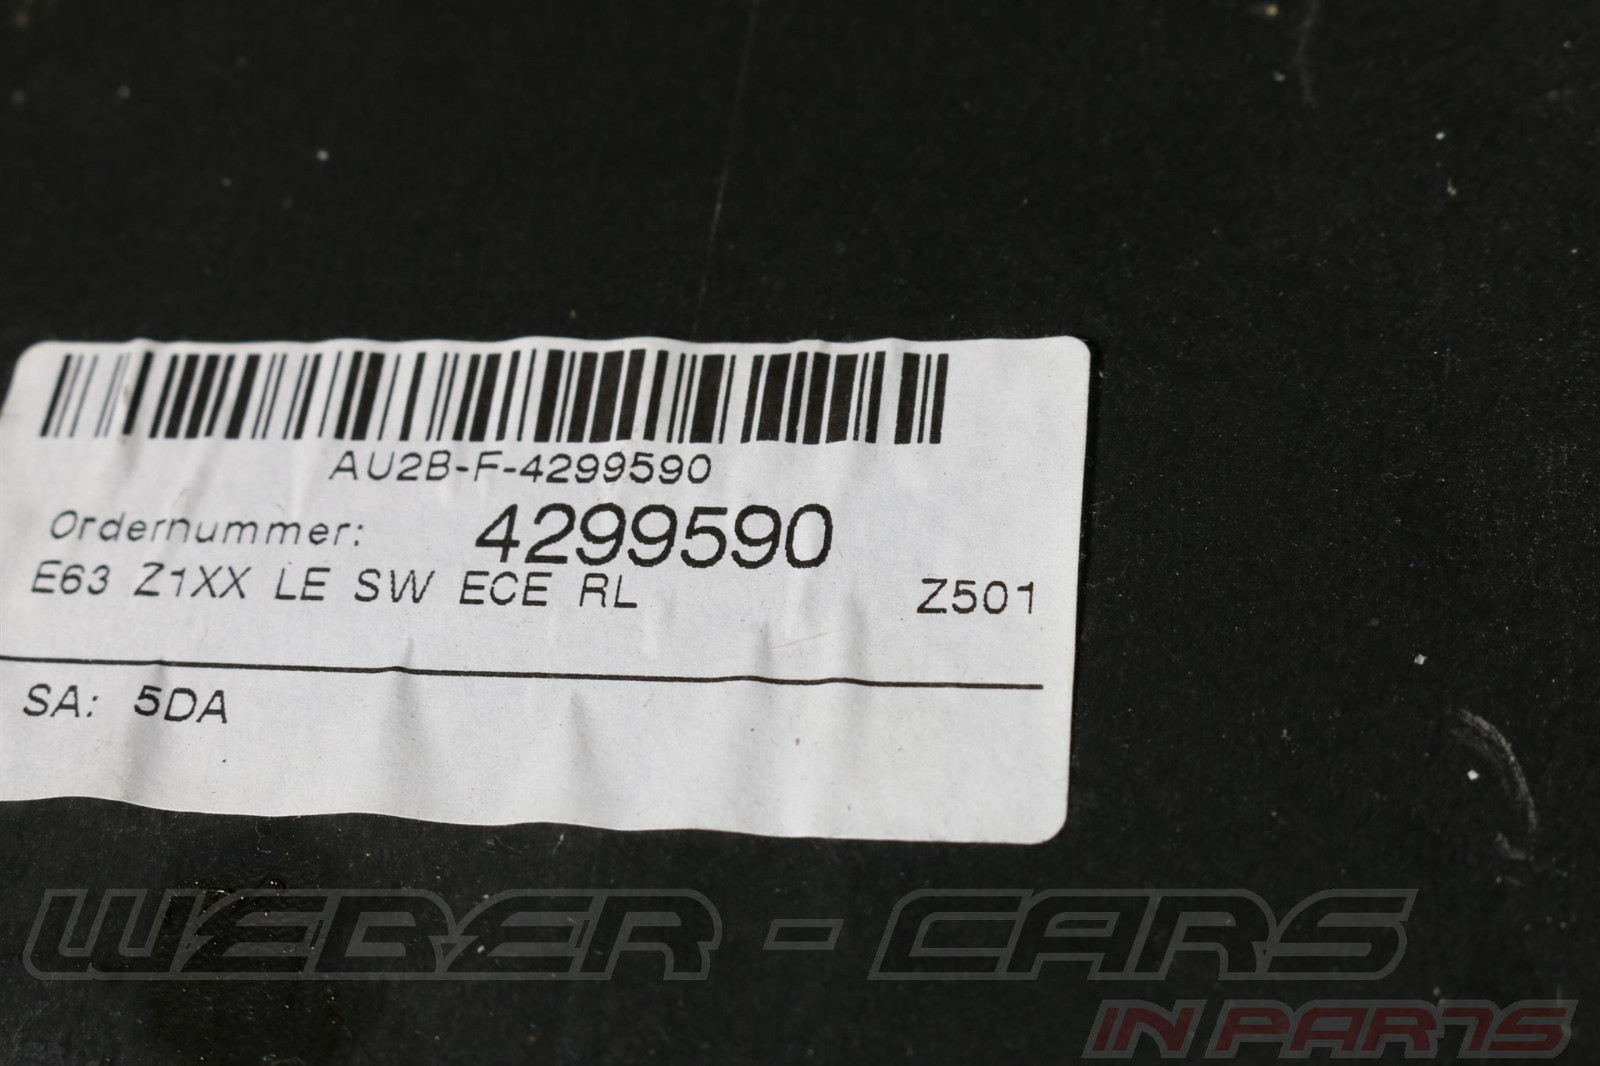 AU2B-F-4299590
Ordernummer: 4299590
E63 Z1XX LE SW ECE RL Z501
SA: 5DA
WEBER-CARS
IN PARTS